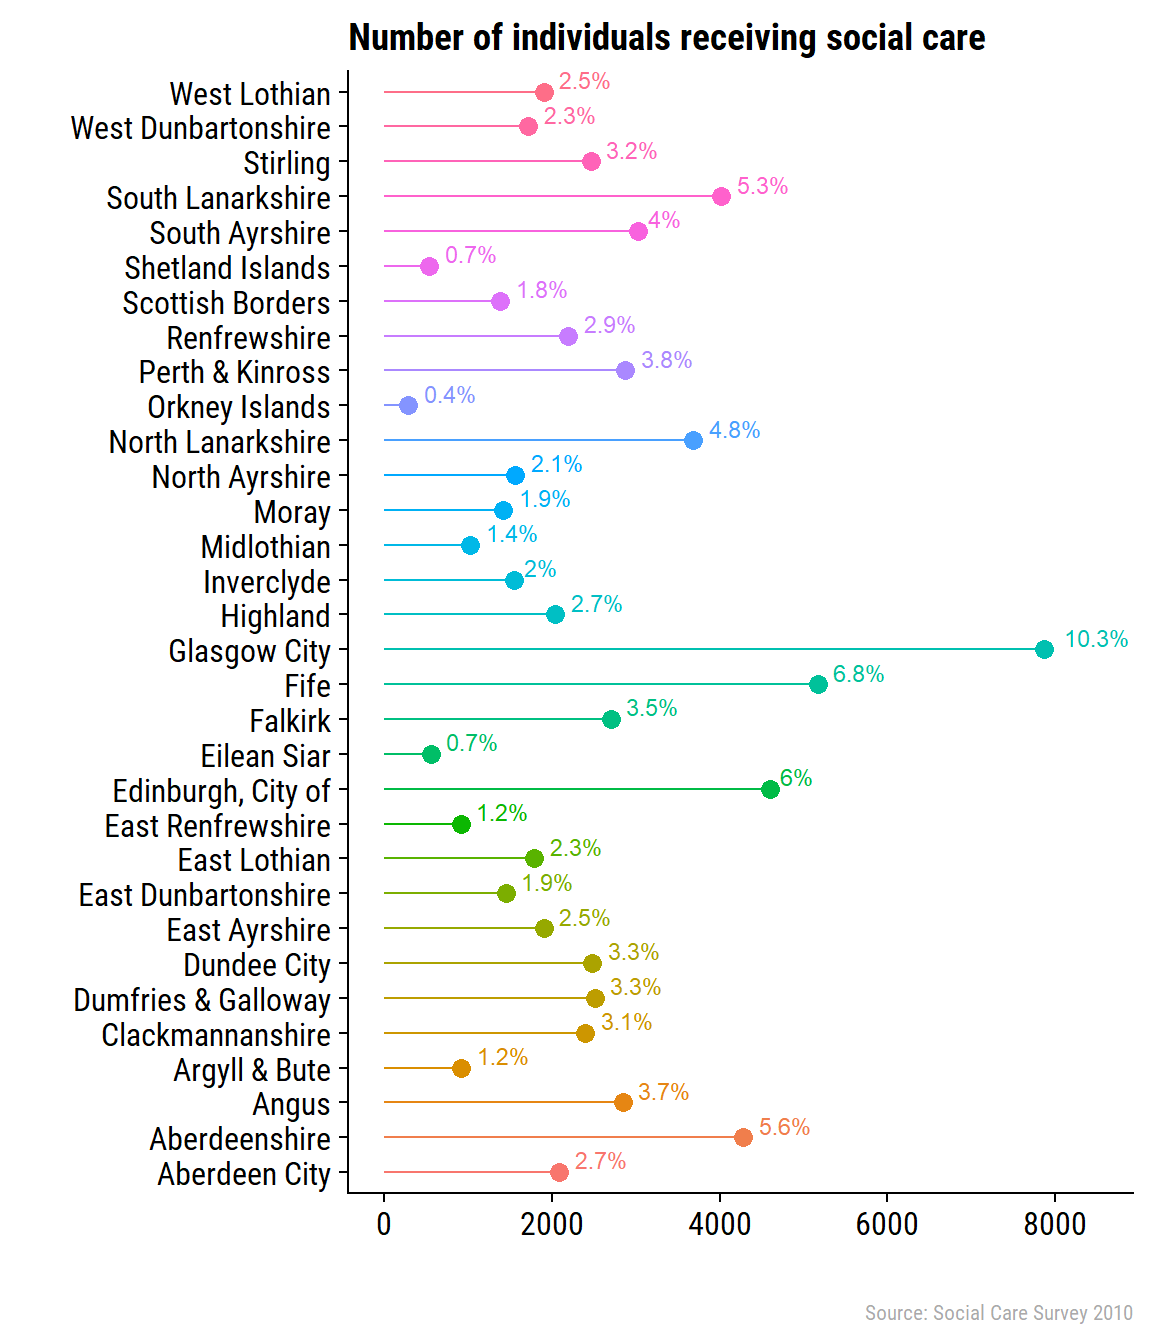 Number of individuals receiving social care
West Lothian 2.5%
West Dunbartonshire 2.3%
Stirling 3.2%
South Lanarkshire 5.3%
South Ayrshire 4%
Shetland Islands 0.7%
Scottish Borders 1.8%
Renfrewshire 2.9%
Perth & Kinross 3.8%
Orkney Islands 0.4%
North Lanarkshire 4.8%
North Ayrshire 2.1%
Moray 1.9%
Midlothian 1.4%
Inverclyde 2%
Highland 2.7%
Glasgow City 10.3%
Fife 6.8%
Falkirk 3.5%
Eilean Siar 0.7%
Edinburgh, City of 6%
East Renfrewshire 1.2%
East Lothian 2.3%
East Dunbartonshire 1.9%
East Ayrshire 2.5%
Dundee City 3.3%
Dumfries & Galloway 3.3%
Clackmannanshire 3.1%
Argyll & Bute 1.2%
Angus 3.7%
Aberdeenshire 5.6%
Aberdeen City 2.7%
0 2000 4000 6000 8000
Source: Social Care Survey 2010